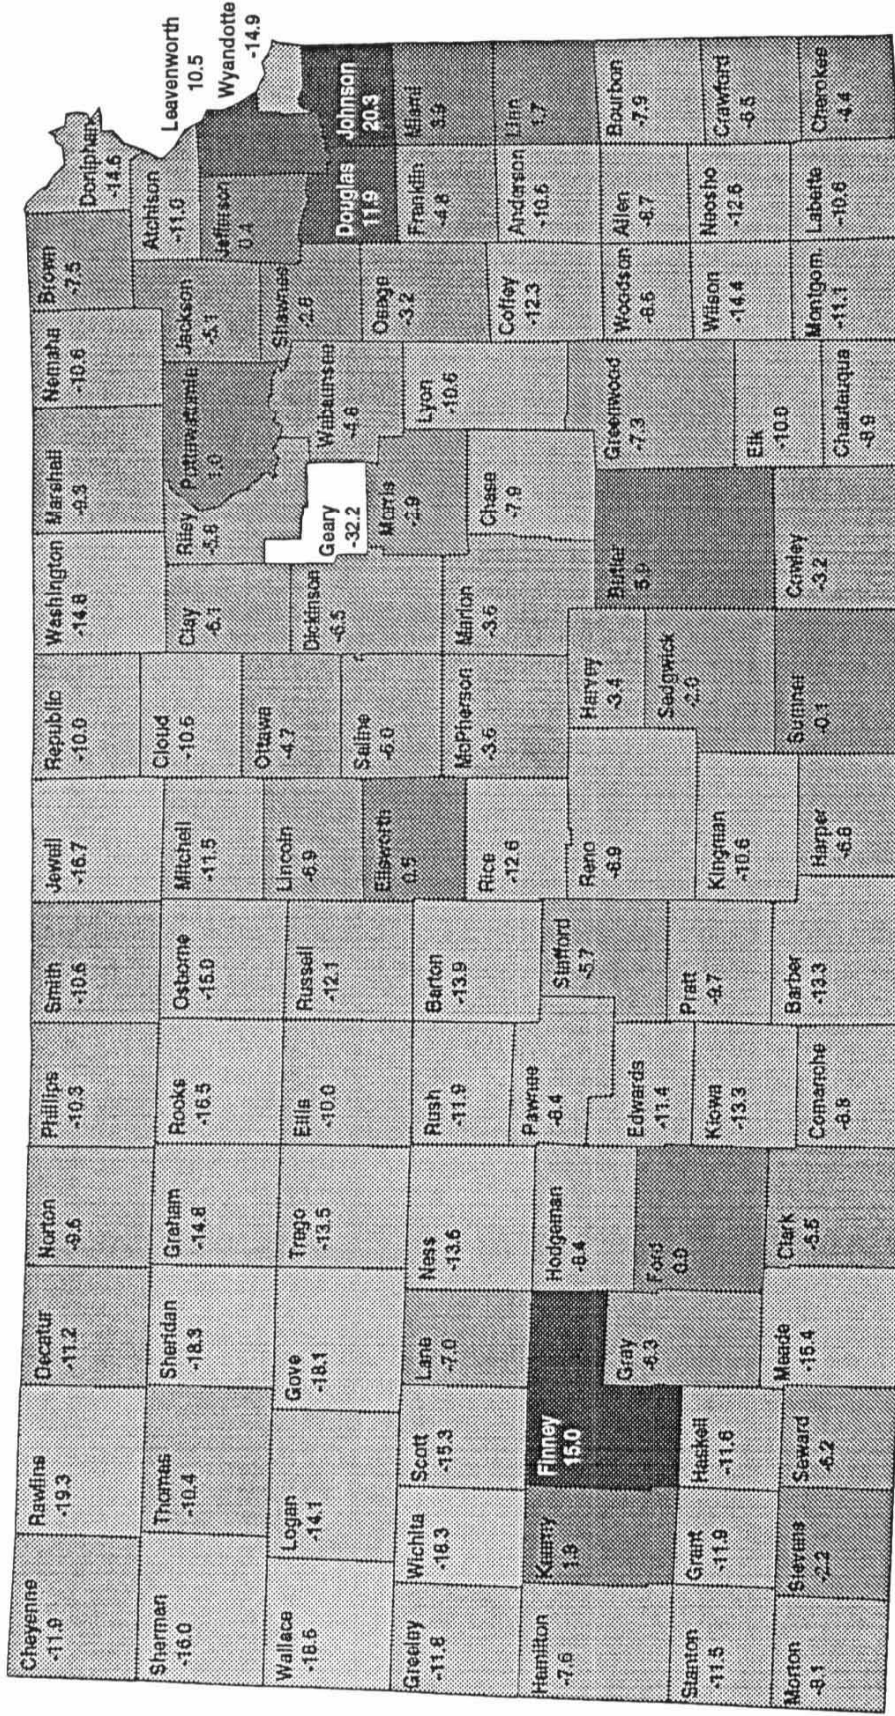 Cheyenne
-11.9
Rawlins
-19.3
Decatur
-11.2
Norton
-9.5
Phillips
-10.3
Smith
-10.6
Jewell
-16.7
Republic
-10.0
Washington
-14.8
Marshall
-9.3
Nemaha
-10.6
Brown
-7.5
Doniphan
-14.5
Leavenworth
10.5
Wyandotte
-14.9
Sherman
-16.0
Thomas
-10.4
Sheridan
-18.3
Graham
-14.8
Rocks
-16.5
Osborne
-15.0
Mitchell
-11.5
Cloud
-10.6
Clay
-6.1
Riley
-5.8
Pottawatomie
1.0
Jackson
-5.1
Atchison
-11.0
Jefferson
0.4
Wallace
-18.6
Logan
-14.1
Gove
-18.1
Trego
-13.5
Ellis
-10.0
Russell
-12.1
Lincoln
-6.9
Ottawa
-4.7
Dickinson
-6.5
Geary
-32.2
Wabaunsee
-4.6
Shawnee
-2.6
Douglas
11.9
Johnson
20.3
Ellsworth
0.5
Saline
-6.0
Morris
-2.9
Osage
-3.2
Franklin
-4.8
Miami
3.9
Greeley
-11.8
Wichita
-18.3
Scott
-15.3
Lane
-7.0
Ness
-13.6
Rush
-11.9
Barton
-13.9
Rice
-12.6
McPherson
-3.6
Marion
-3.6
Chase
-7.9
Lyon
-10.6
Coffey
-12.3
Anderson
-10.5
Linn
1.7
Hamilton
-7.6
Kearny
1.9
Finney
15.0
Hodgeman
-8.4
Pawnee
-8.4
Stafford
-5.7
Reno
-6.9
Harvey
-3.4
Butler
5.9
Greenwood
-7.3
Woodson
-8.6
Allen
-8.7
Bourbon
-7.9
Gray
-6.3
Ford
0.0
Edwards
-11.4
Pratt
-9.7
Kingman
-10.6
Sedgwick
-2.0
Elk
-10.0
Wilson
-14.4
Neosho
-12.6
Crawford
-6.5
Stanton
-11.5
Grant
-11.9
Haskell
-11.6
Kiowa
-13.3
Morton
-8.1
Stevens
-2.2
Seward
-6.2
Meade
-15.4
Clark
-5.5
Comanche
-8.8
Barber
-13.3
Harper
-6.8
Sumner
-0.1
Cowley
-3.2
Chautauqua
-8.9
Montgom.
-11.1
Labette
-10.6
Cherokee
-4.4